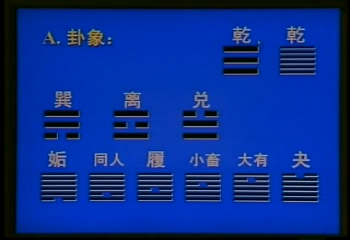 A. 卦象:
乾 乾
巽 离 兑
姤 同人 履 小畜 大有 夬